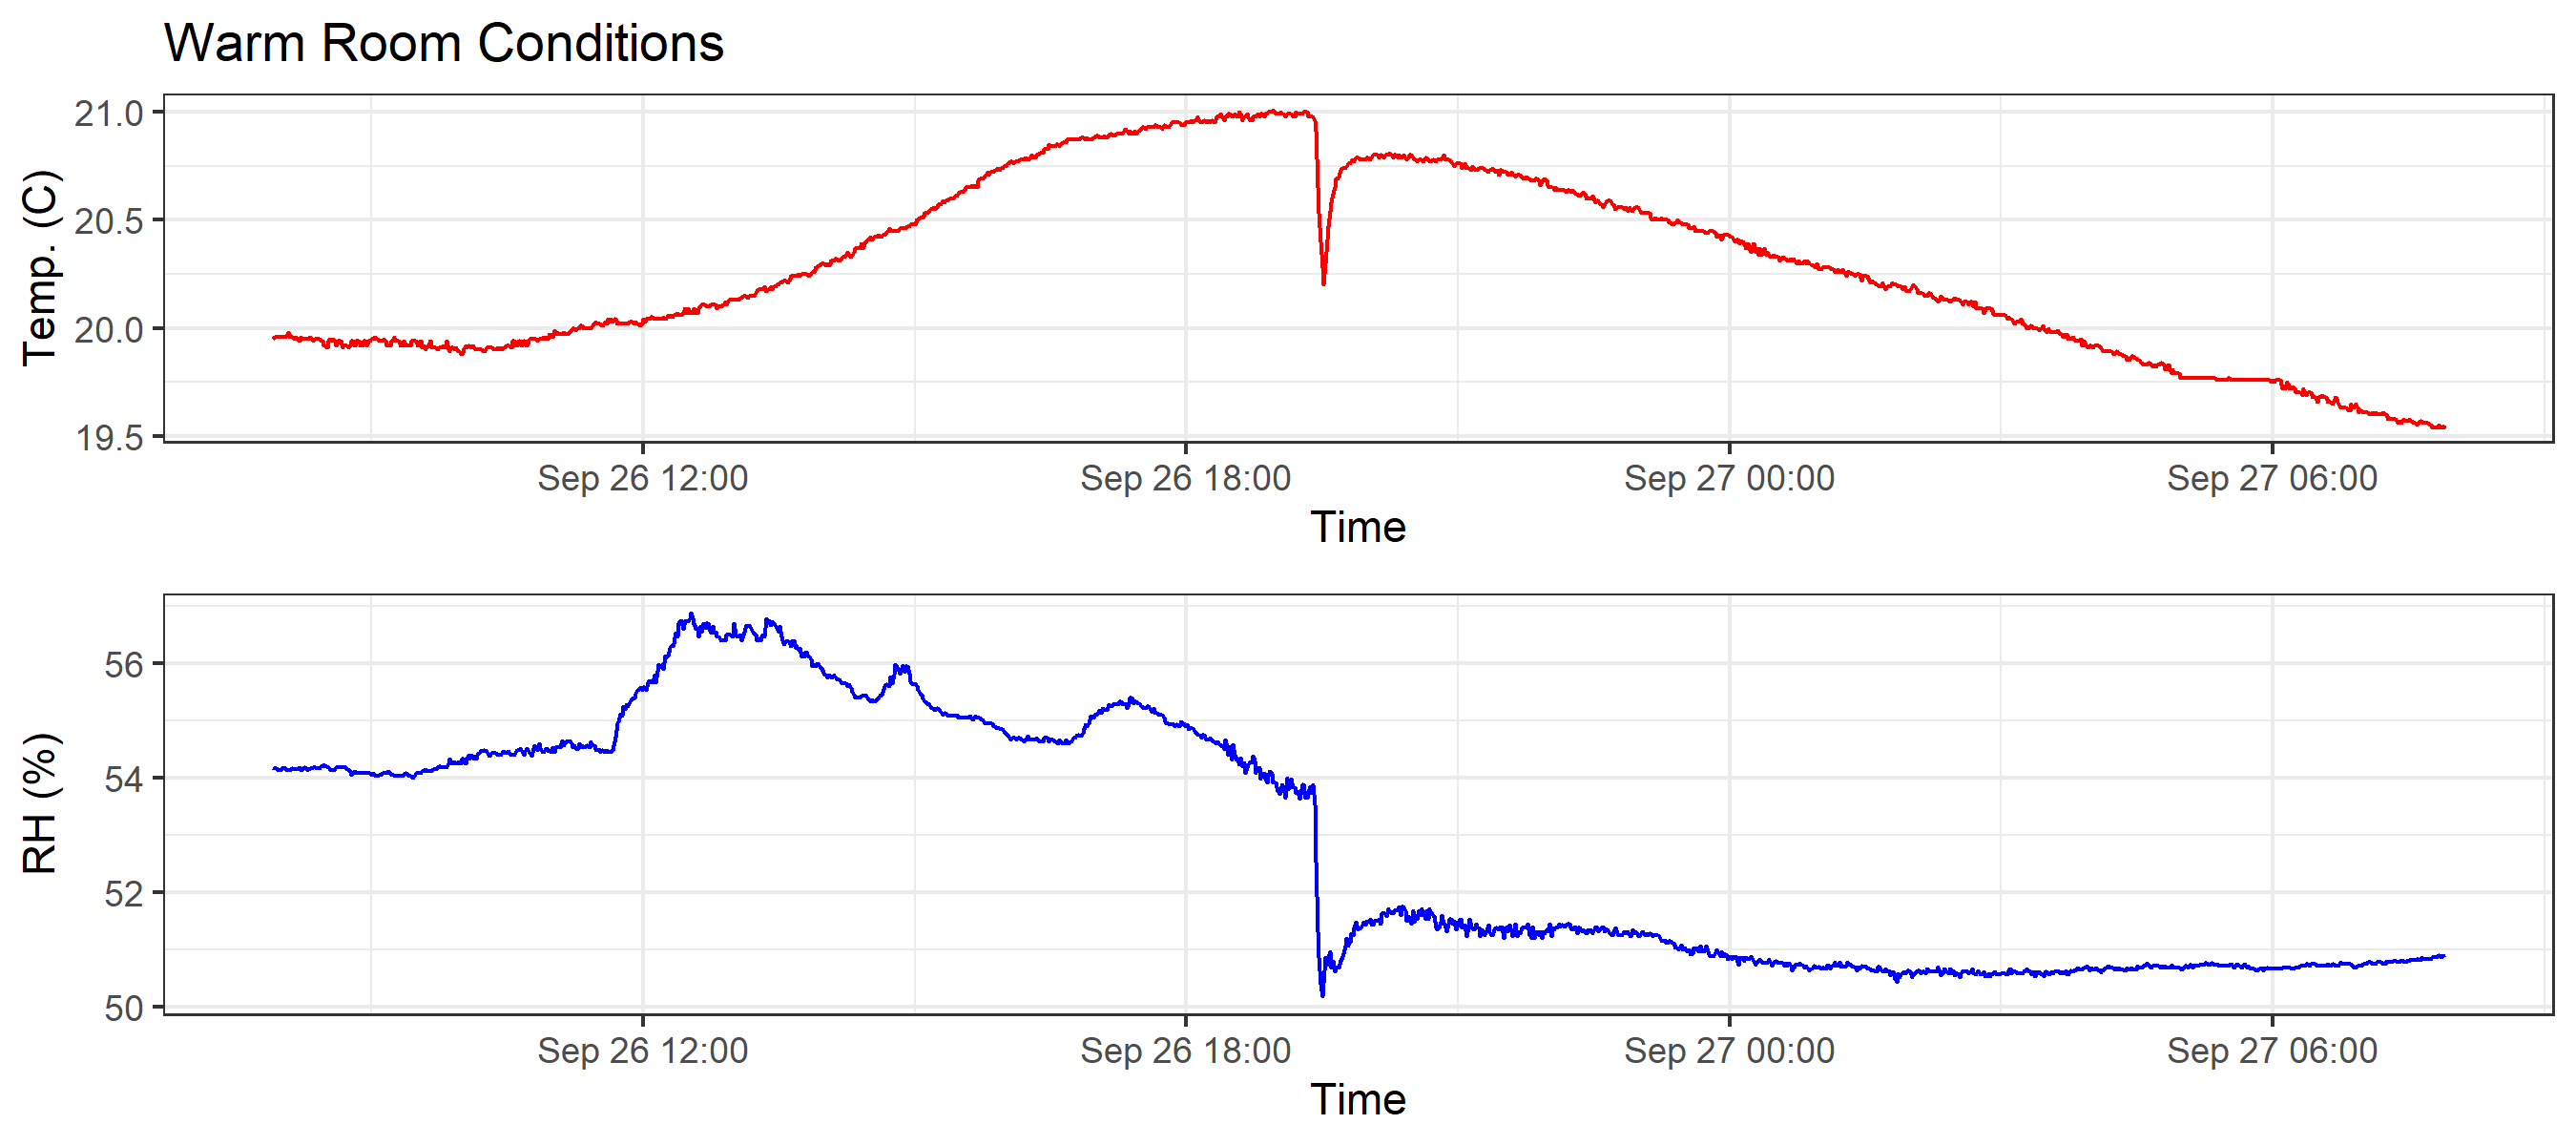 Warm Room Conditions
Temp. (C)
21.0
20.5
20.0
19.5
Sep 26 12:00 Sep 26 18:00 Sep 27 00:00 Sep 27 06:00
Time
RH (%)
56
54
52
50
Sep 26 12:00 Sep 26 18:00 Sep 27 00:00 Sep 27 06:00
Time